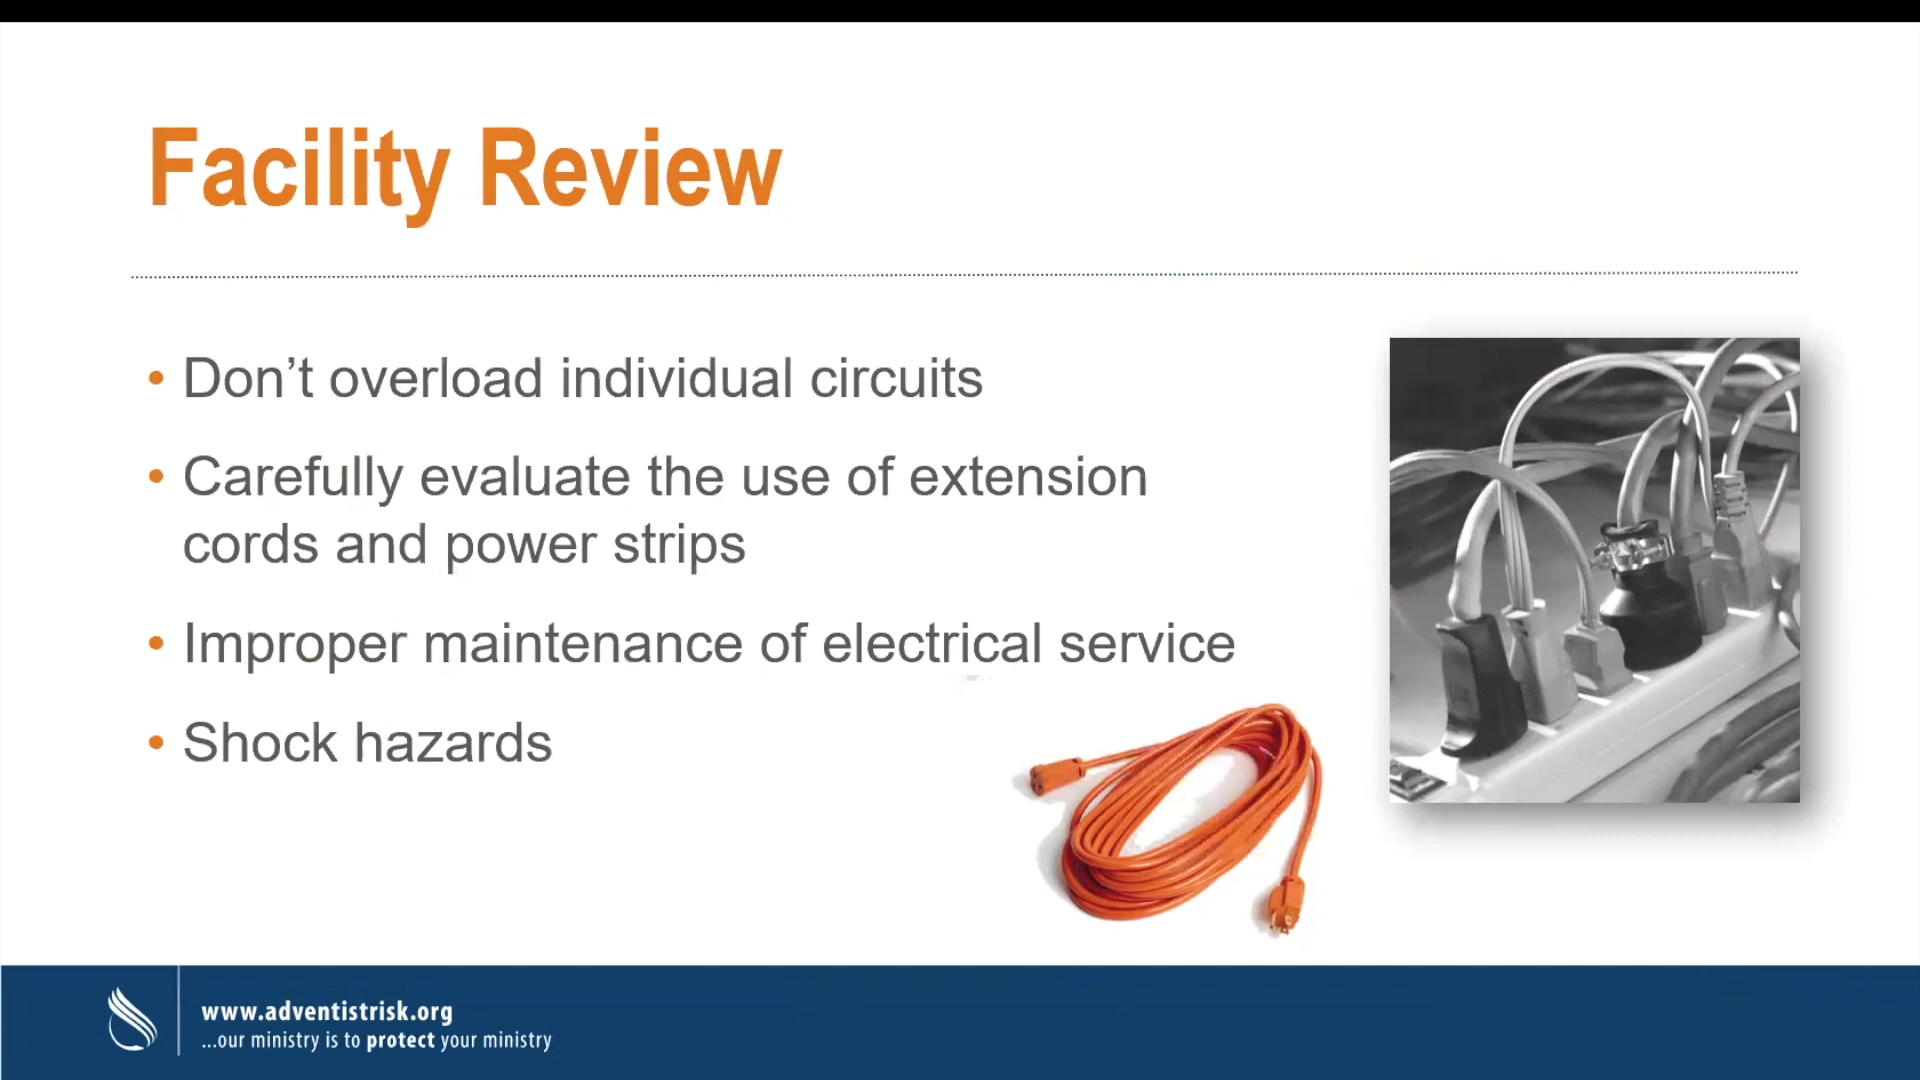 Facility Review
• Don’t overload individual circuits
• Carefully evaluate the use of extension
cords and power strips
• Improper maintenance of electrical service
• Shock hazards
www.adventistrisk.org
...our ministry is to protect your ministry